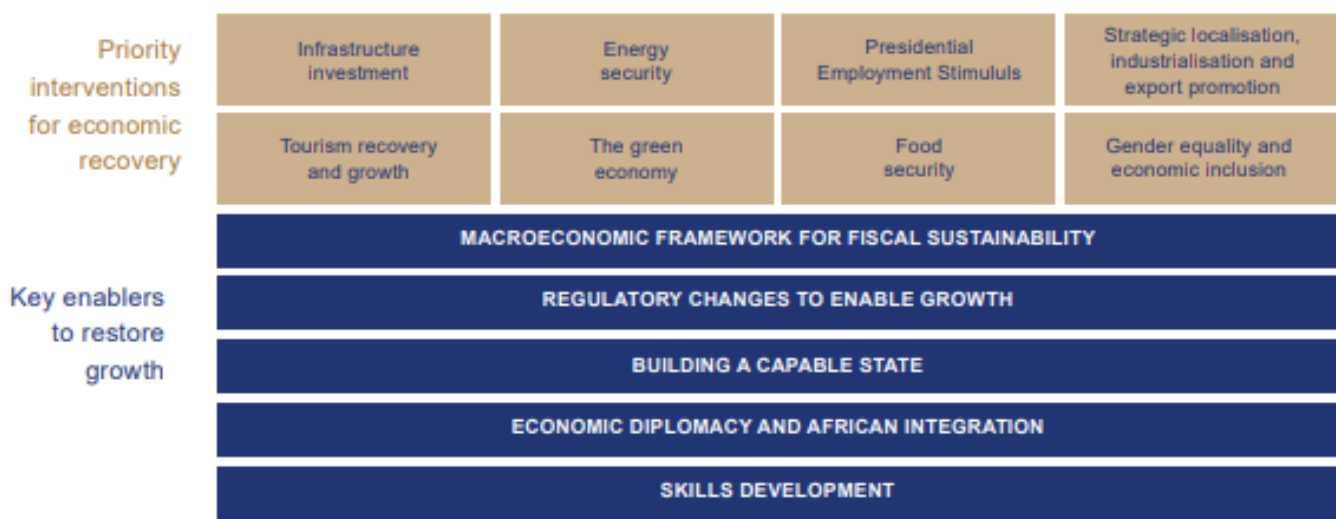 Priority
interventions
for economic
recovery
Infrastructure
investment
Energy
security
Presidential
Employment Stimululs
Strategic localisation,
industrialisation and
export promotion
Tourism recovery
and growth
The green
economy
Food
security
Gender equality and
economic inclusion
Key enablers
to restore
growth
MACROECONOMIC FRAMEWORK FOR FISCAL SUSTAINABILITY
REGULATORY CHANGES TO ENABLE GROWTH
BUILDING A CAPABLE STATE
ECONOMIC DIPLOMACY AND AFRICAN INTEGRATION
SKILLS DEVELOPMENT